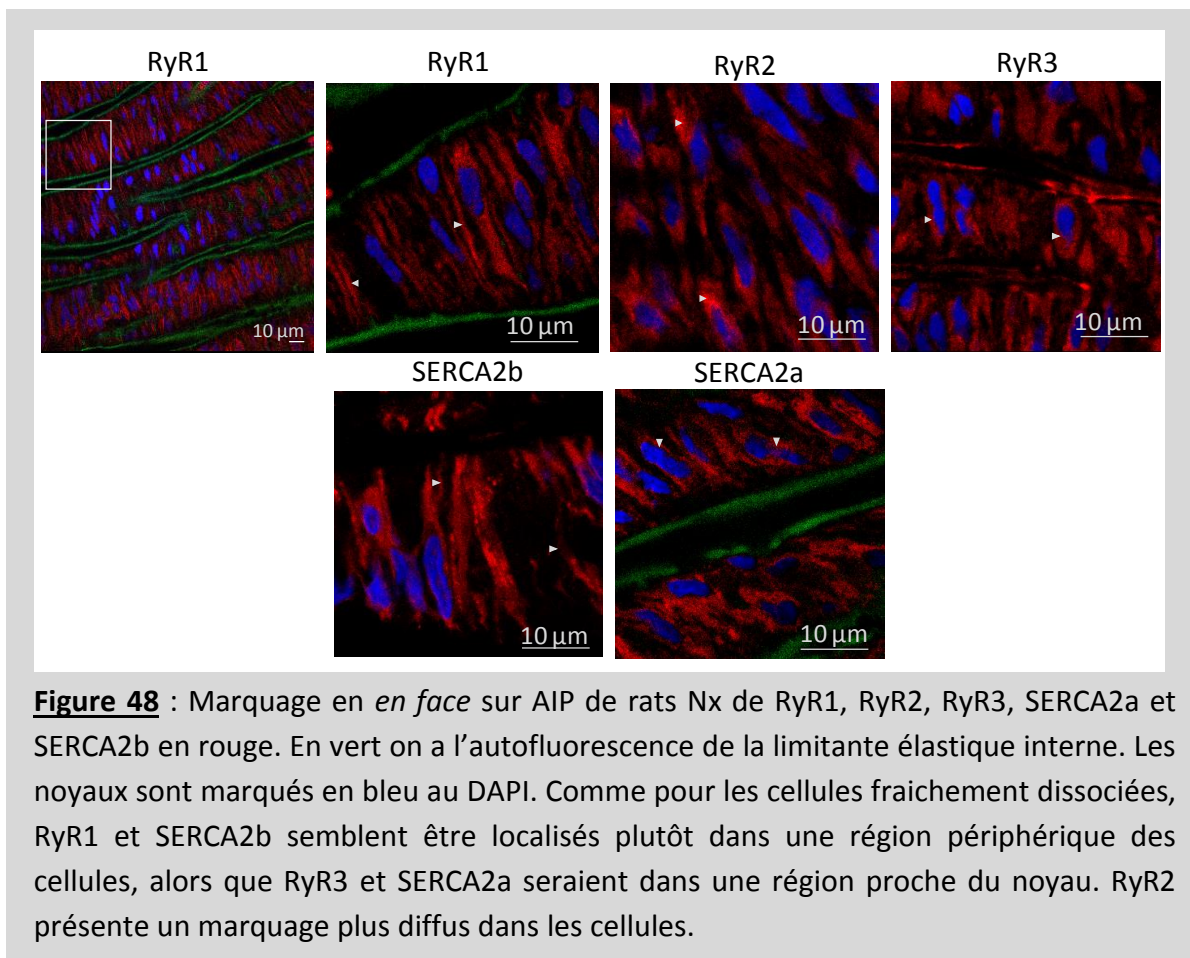 RyR1 RyR1 RyR2 RyR3
10 µm 10 µm 10 µm 10 µm
SERCA2b SERCA2a
10 µm 10 µm
Figure 48 : Marquage en en face sur AIP de rats Nx de RyR1, RyR2, RyR3, SERCA2a et
SERCA2b en rouge. En vert on a l’autofluorescence de la limitante élastique interne. Les
noyaux sont marqués en bleu au DAPI. Comme pour les cellules fraichement dissociées,
RyR1 et SERCA2b semblent être localisés plutôt dans une région périphérique des
cellules, alors que RyR3 et SERCA2a seraient dans une région proche du noyau. RyR2
présente un marquage plus diffus dans les cellules.